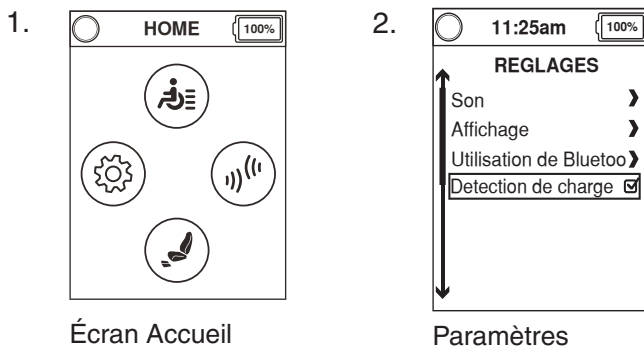 1.
HOME
100%
Écran Accueil
2.
11:25am
100%
REGLAGES
Son
Affichage
Utilisation de Bluetoo
Detection de charge
Paramètres